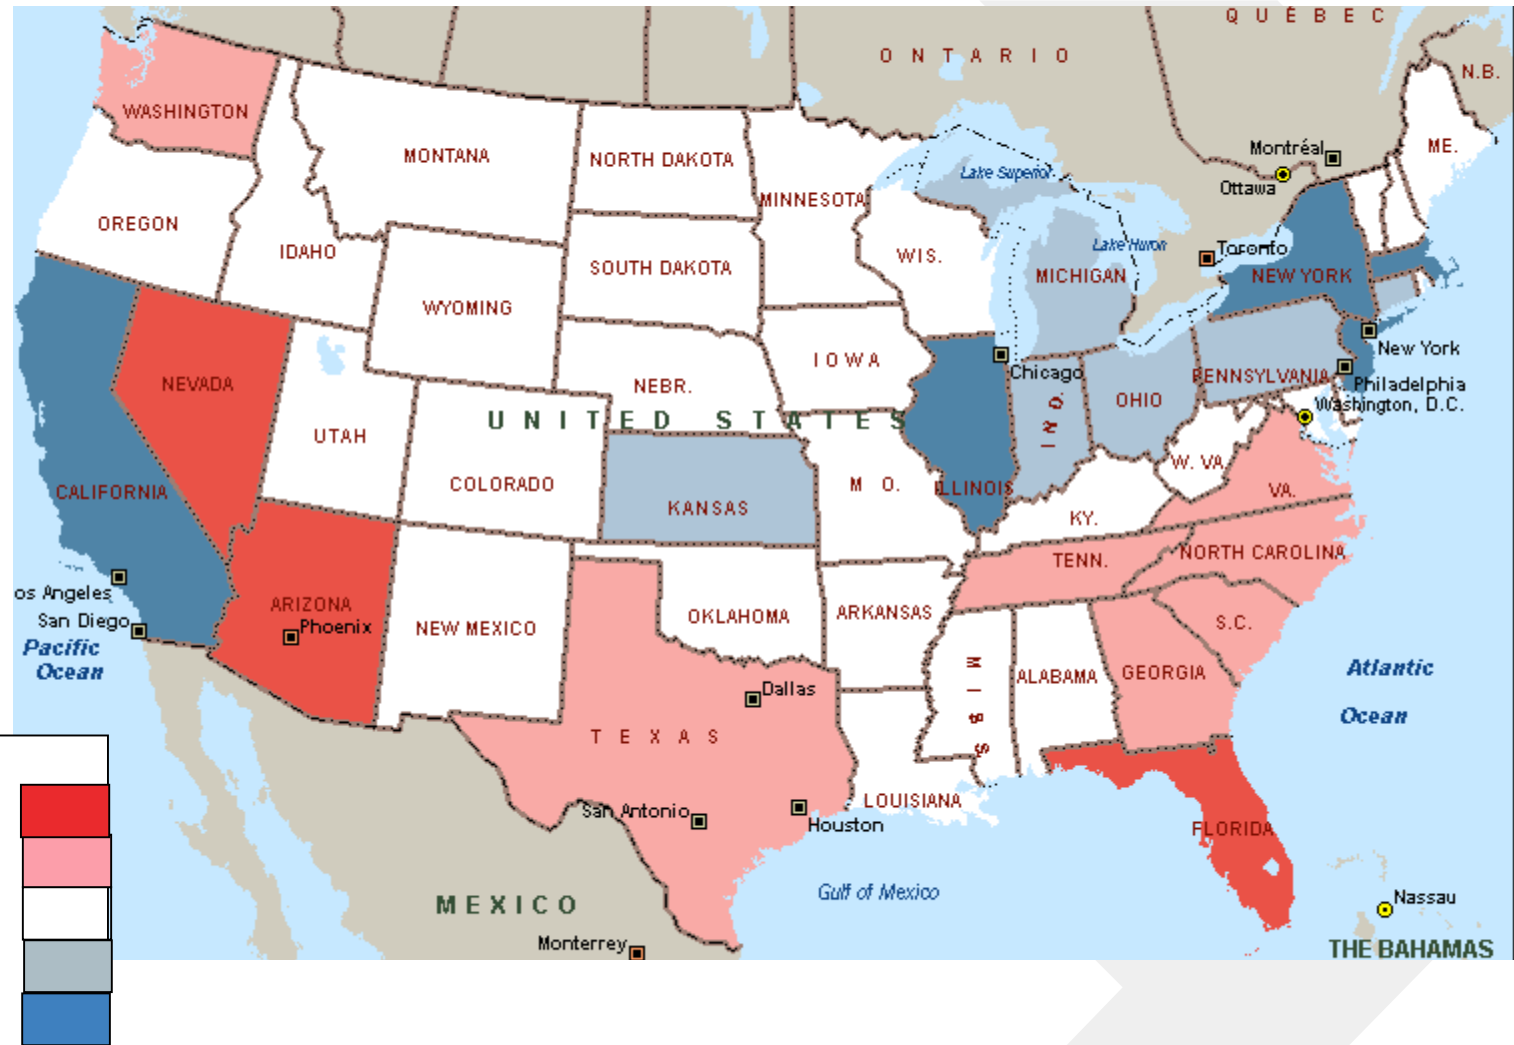 QUÉBEC
ONTARIO
N.B.
WASHINGTON
MONTANA
NORTH DAKOTA
MINNESOTA
Lake Superior
Montréal
ME.
Ottawa
OREGON
IDAHO
SOUTH DAKOTA
WIS.
Lake Huron
Toronto
MICHIGAN
NEW YORK
WYOMING
New York
IOWA
Chicago
NEVADA
NEBR.
PENNSYLVANIA
Philadelphia
OHIO
IND.
Washington, D.C.
UNITED STATES
UTAH
COLORADO
KANSAS
MO.
ILLINOIS
W. VA
VA.
CALIFORNIA
KY.
TENN.
NORTH CAROLINA
os Angeles
San Diego
ARIZONA
Phoenix
NEW MEXICO
OKLAHOMA
ARKANSAS
S.C.
Pacific
Ocean
MISS
ALABAMA
GEORGIA
Atlantic
Ocean
Dallas
TEXAS
San Antonio
Houston
LOUISIANA
FLORIDA
Gulf of Mexico
MEXICO
Monterrey
Nassau
THE BAHAMAS